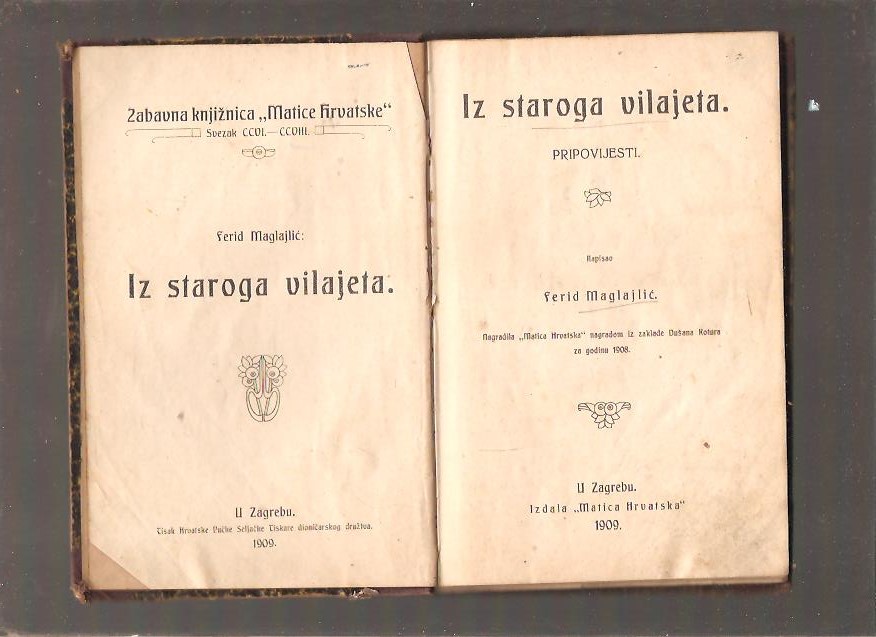 Zabavna knjižnica „Matice Hrvatske“
Svezak CCVI.—CCVIII.
Ferid Maglajlić:
Iz staroga vilajeta.
U Zagrebu.
Tisak Hrvatske Pučke Seljačke Tiskare dioničarskog družtva.
1909.
Iz staroga vilajeta.
PRIPOVIJESTI.
Napisao
Ferid Maglajlić.
Nagradila „Matica Hrvatska“ nagradom iz zaklade Dušana Kotura
za godinu 1908.
U Zagrebu.
Izdala „Matica Hrvatska“
1909.